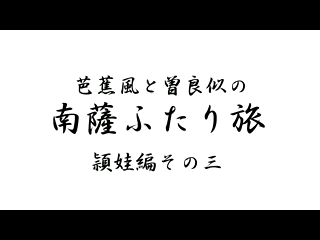 芭蕉風と曽良似の
南薩ふたり旅
頴娃編その三